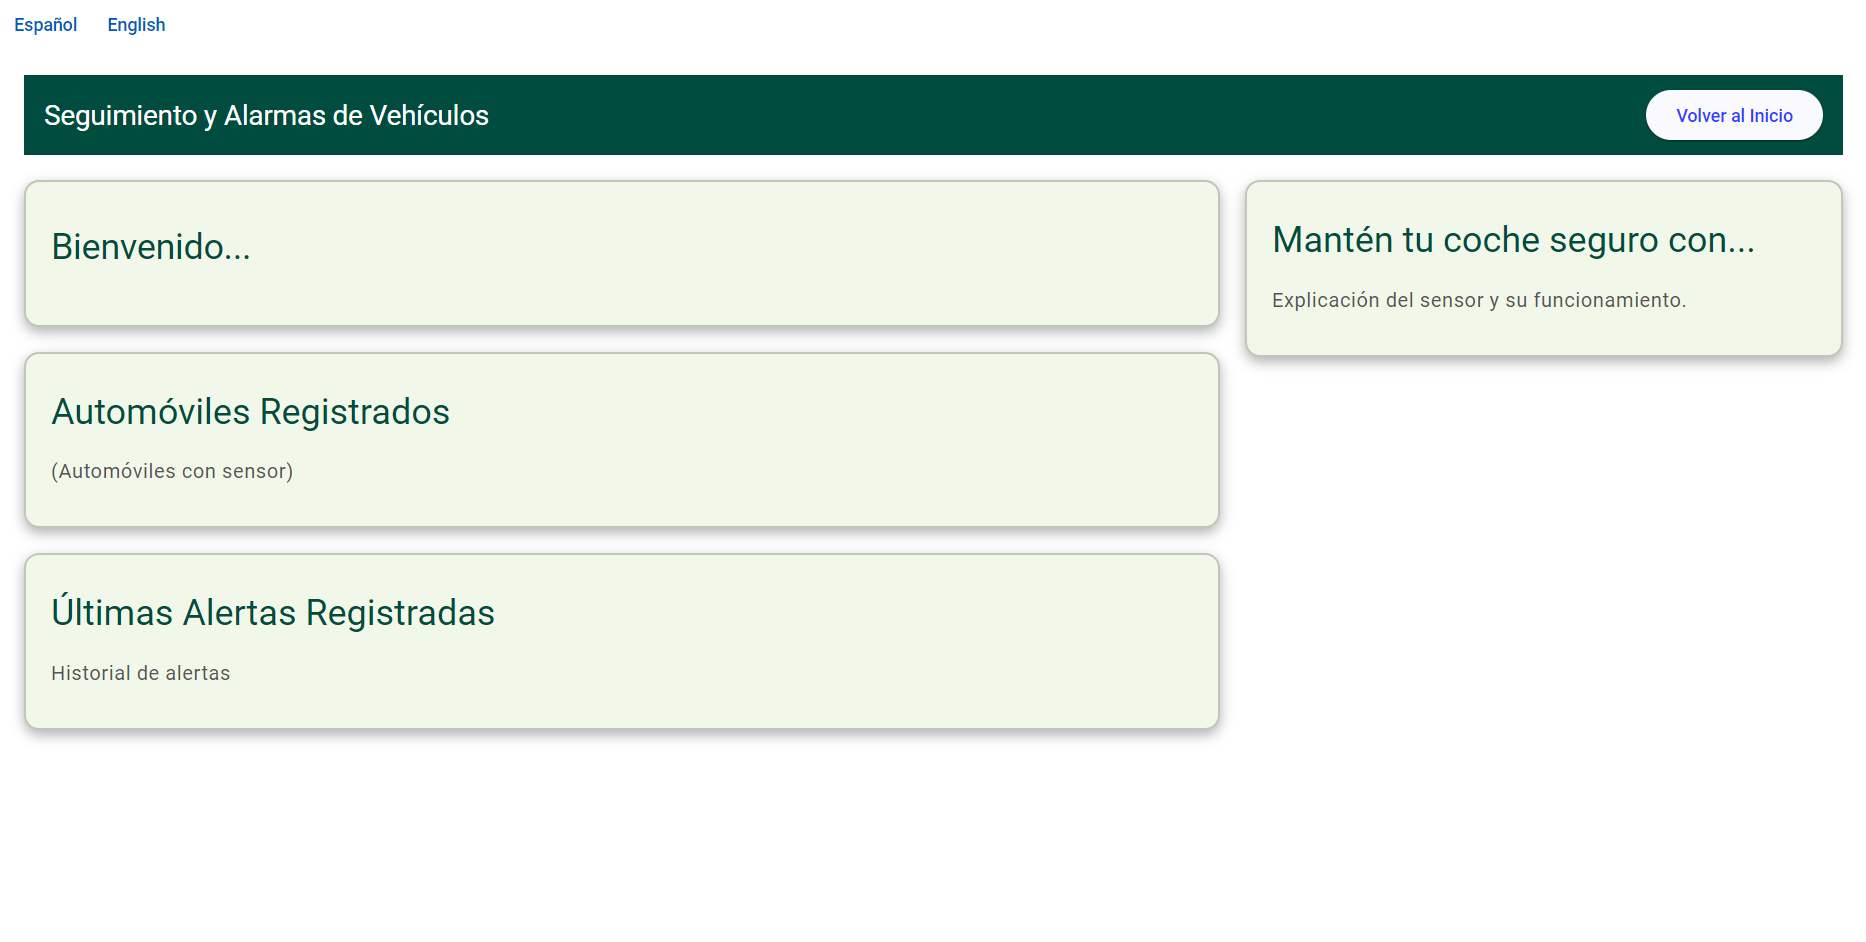 Español English
Seguimiento y Alarmas de Vehículos
Volver al Inicio
Bienvenido...
Automóviles Registrados
(Automóviles con sensor)
Últimas Alertas Registradas
Historial de alertas
Mantén tu coche seguro con...
Explicación del sensor y su funcionamiento.